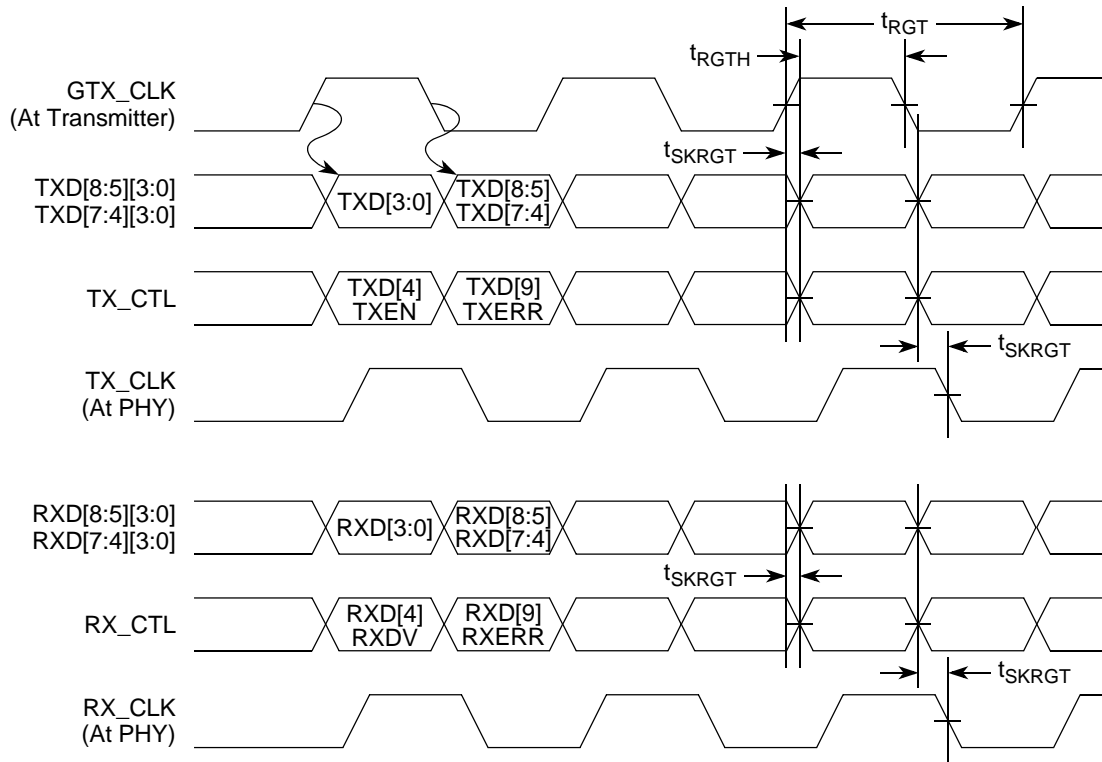 tRGT
tRGTH
GTX_CLK
(At Transmitter)
tSKRGT
TXD[8:5][3:0]
TXD[7:4][3:0]
TXD[3:0]
TXD[8:5]
TXD[7:4]
TX_CTL
TXD[4]
TXEN
TXD[9]
TXERR
tSKRGT
TX_CLK
(At PHY)
RXD[8:5][3:0]
RXD[7:4][3:0]
RXD[3:0]
RXD[8:5]
RXD[7:4]
tSKRGT
RX_CTL
RXD[4]
RXDV
RXD[9]
RXERR
tSKRGT
RX_CLK
(At PHY)